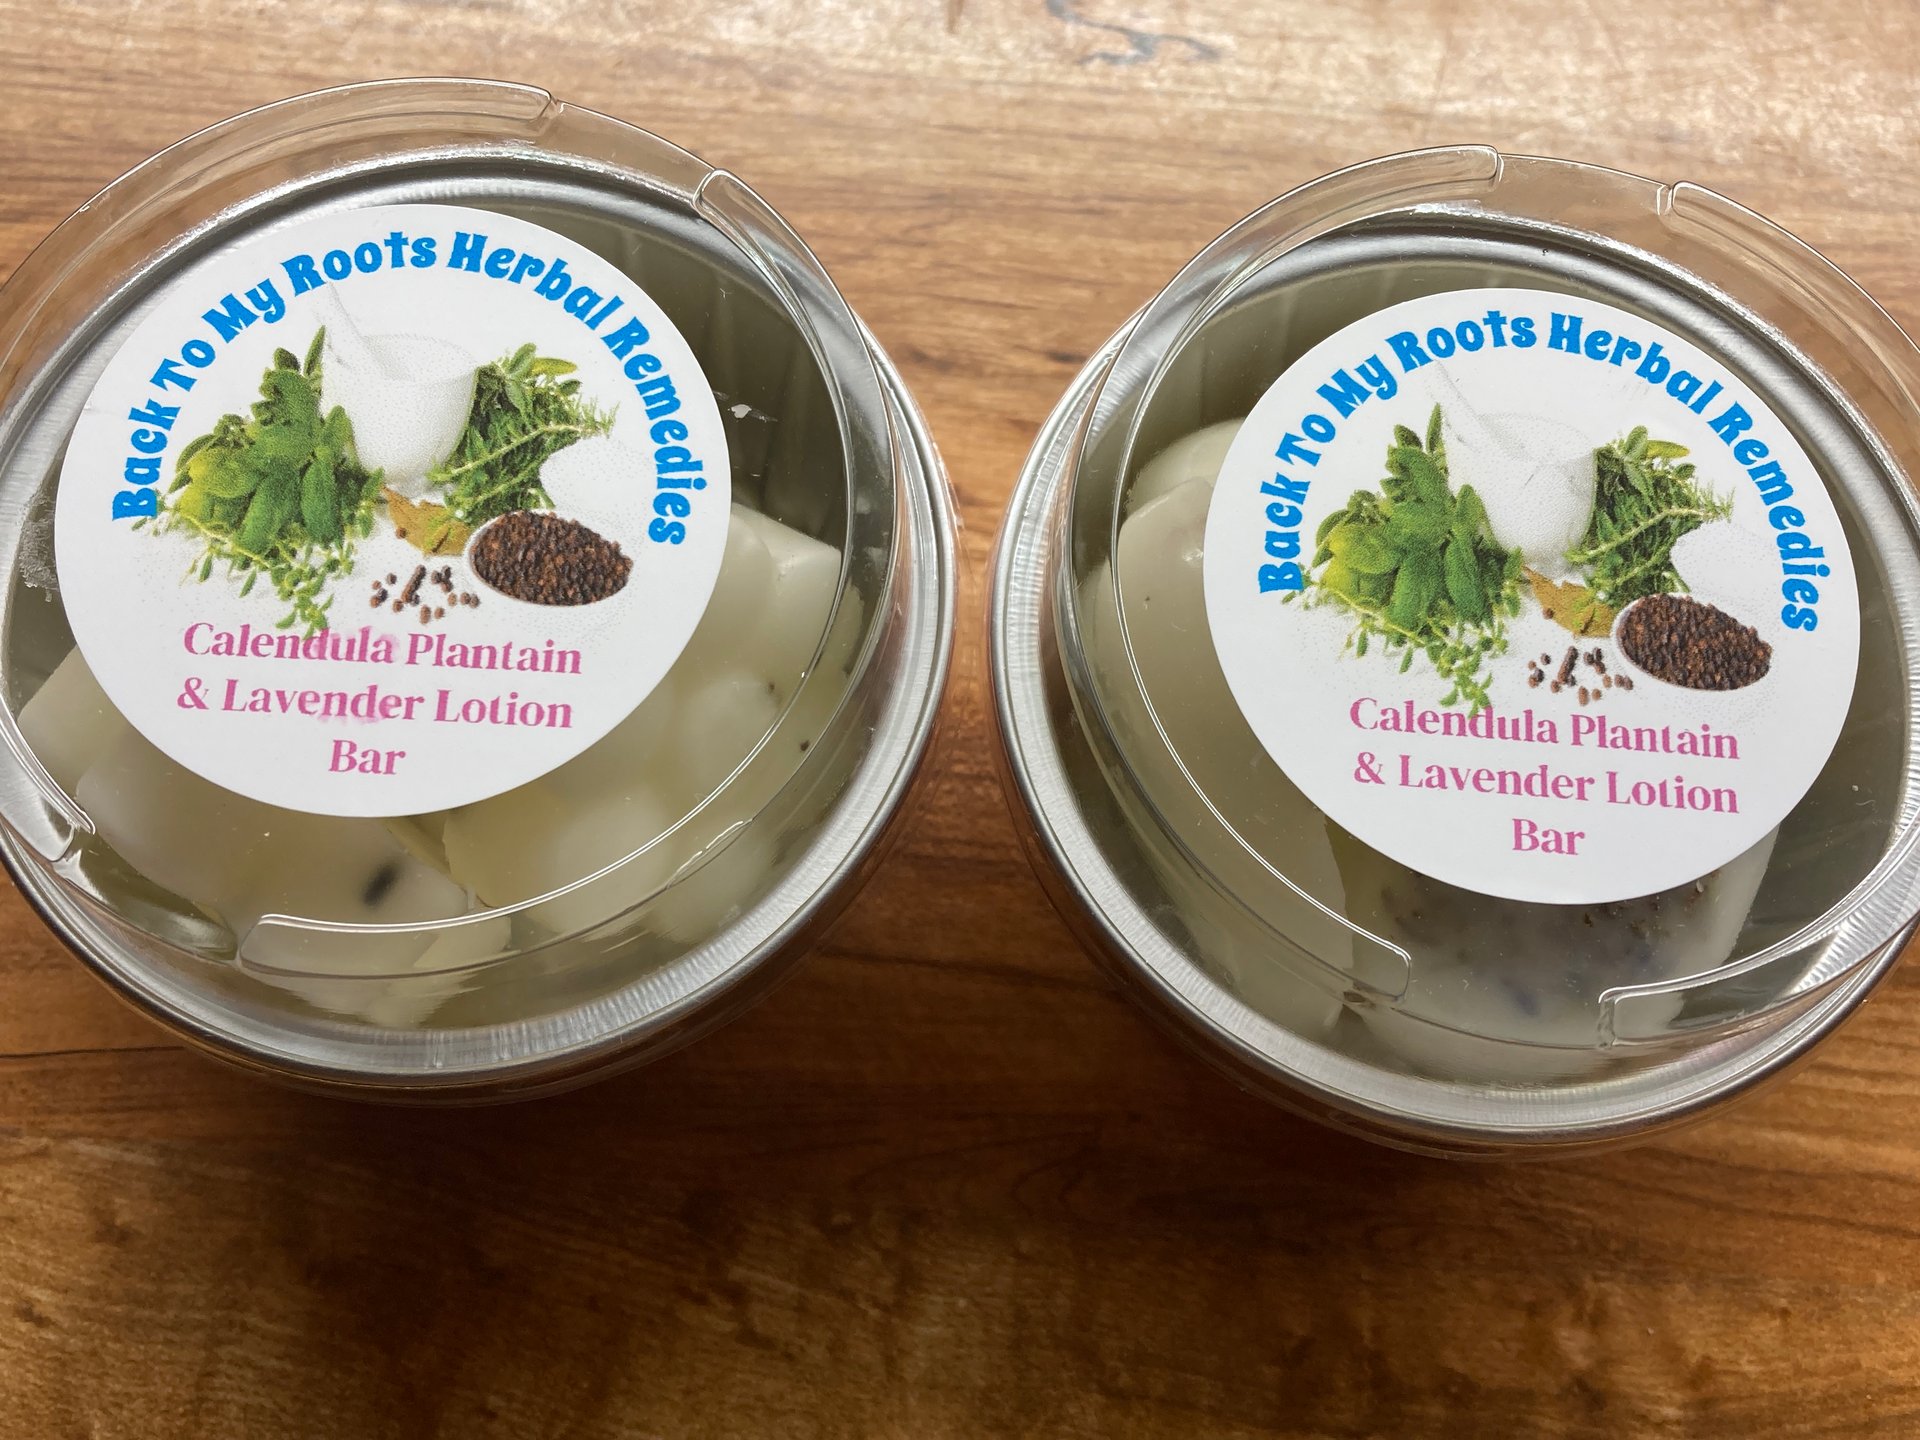 Back To My Roots Herbal Remedies
Calendula Plantain
& Lavender Lotion
Bar
Back To My Roots Herbal Remedies
Calendula Plantain
& Lavender Lotion
Bar